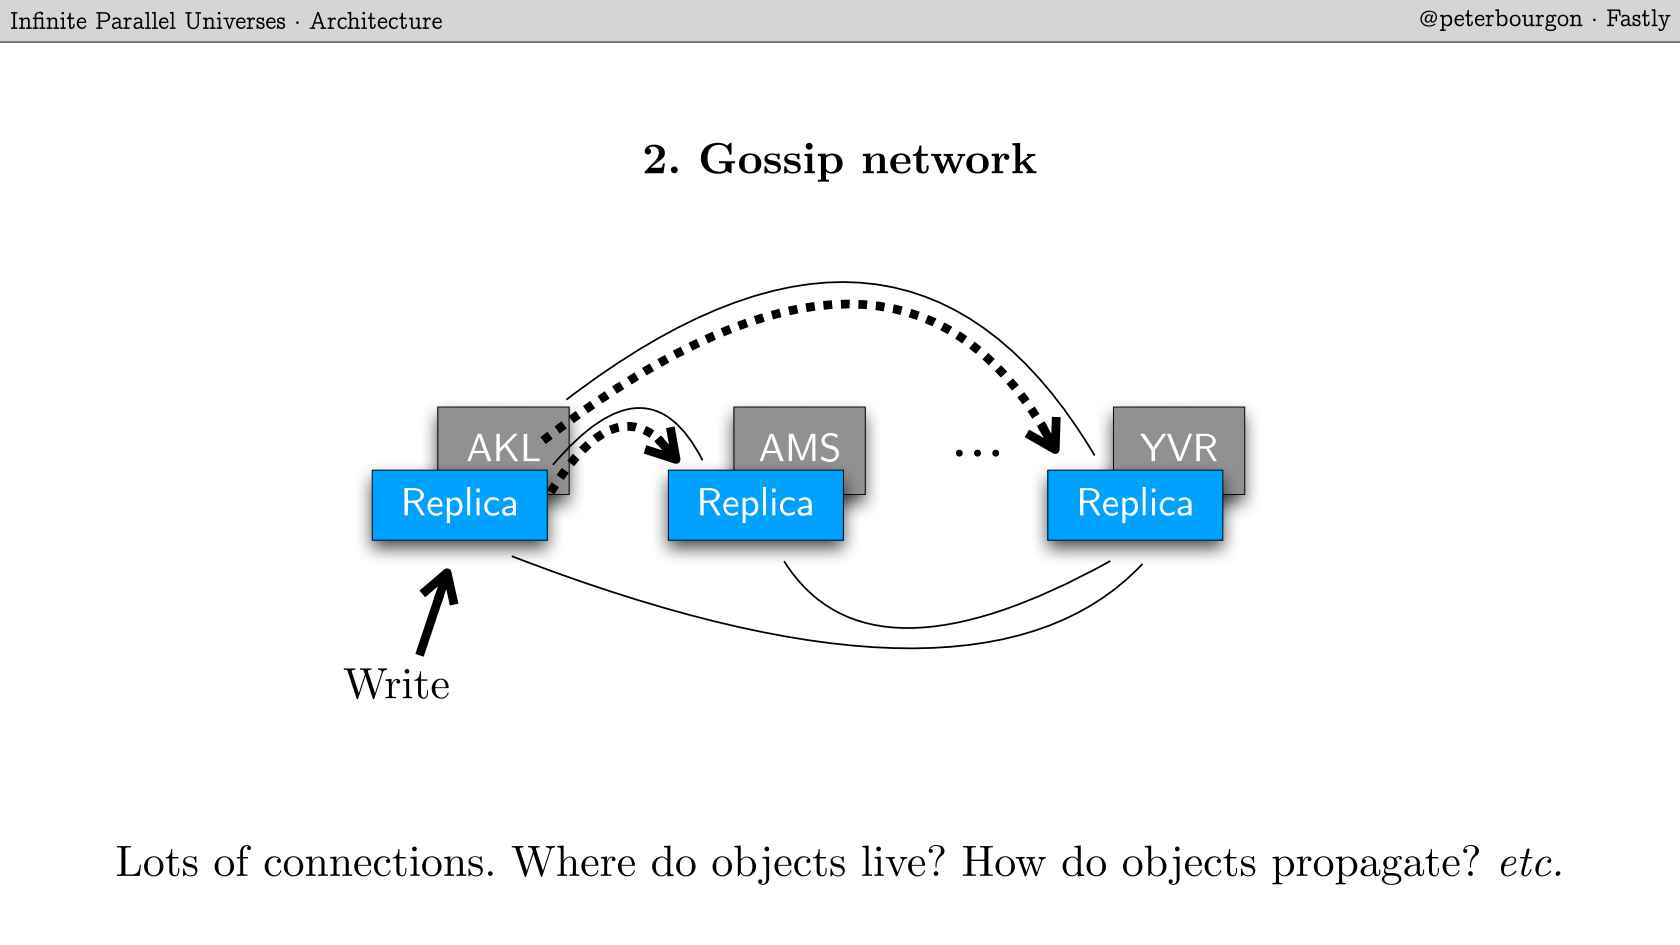 Infinite Parallel Universes · Architecture
@peterbourgon · Fastly
2. Gossip network
AKL
AMS
...
YVR
Replica
Replica
Replica
Write
Lots of connections. Where do objects live? How do objects propagate? etc.